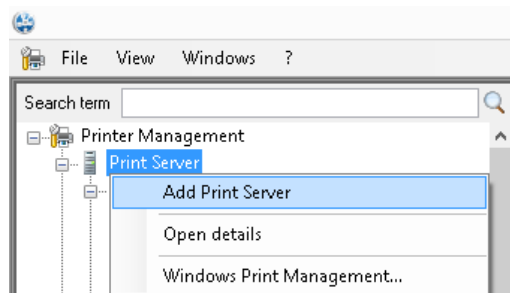 File View Windows ?
Search term
Printer Management
Print Server
Add Print Server
Open details
Windows Print Management...